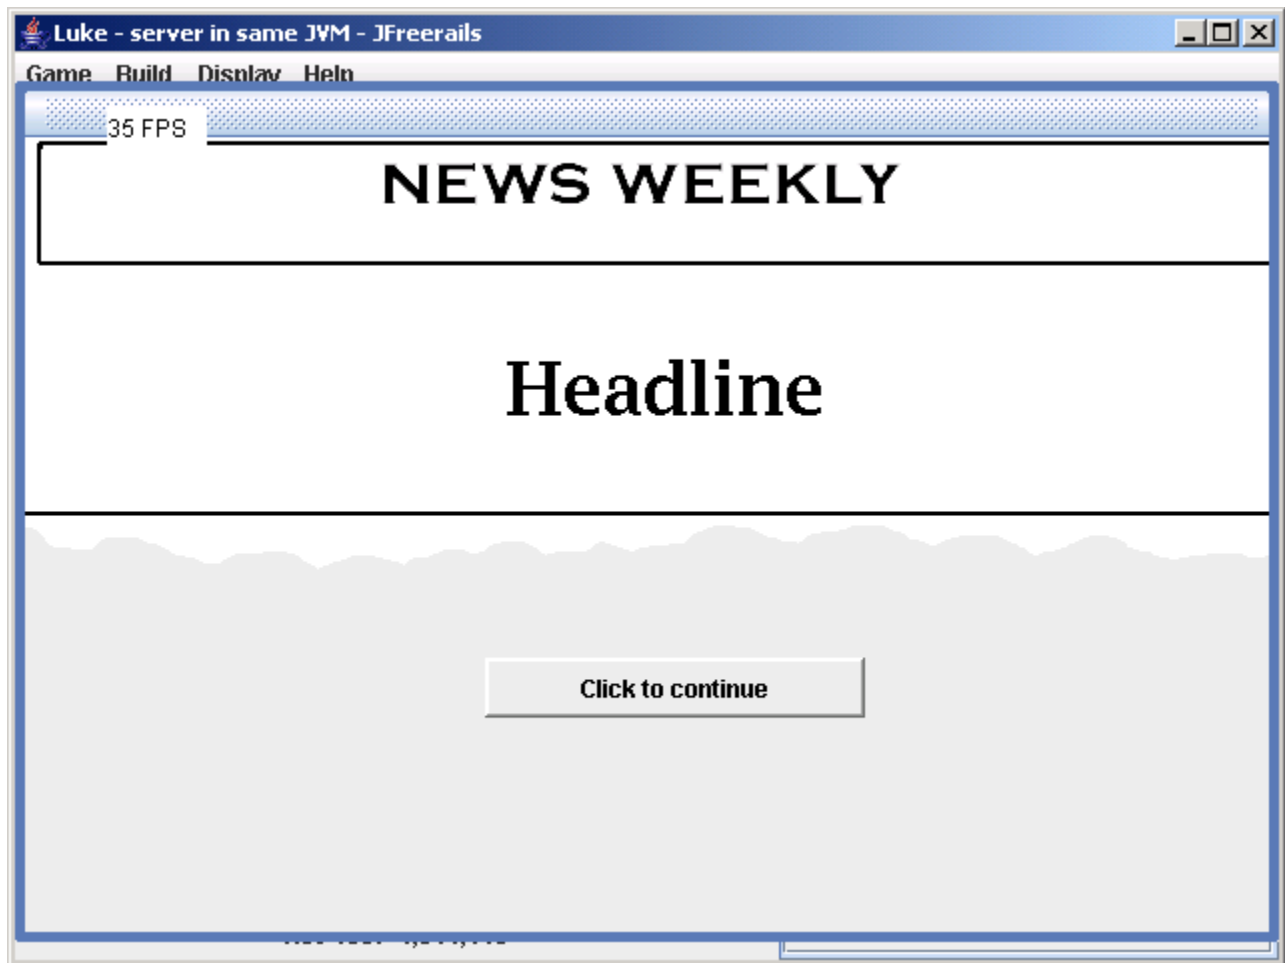 Luke - server in same JVM - JFreerails
Game Build Display Help
35 FPS
NEWS WEEKLY
Headline
Click to continue